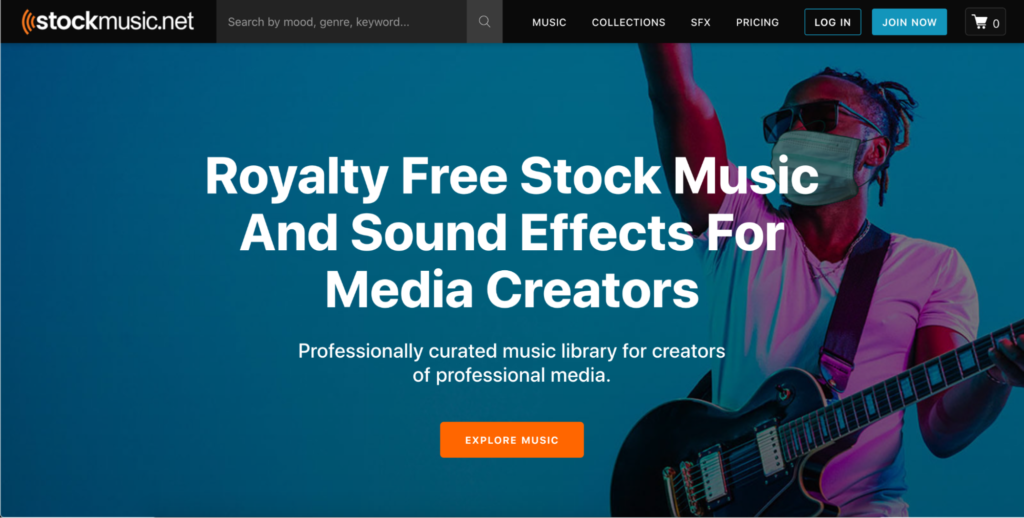 stockmusic.net
Search by mood, genre, keyword...
MUSIC
COLLECTIONS
SFX
PRICING
LOG IN
JOIN NOW
0
Royalty Free Stock Music
And Sound Effects For
Media Creators
Professionally curated music library for creators
of professional media.
EXPLORE MUSIC